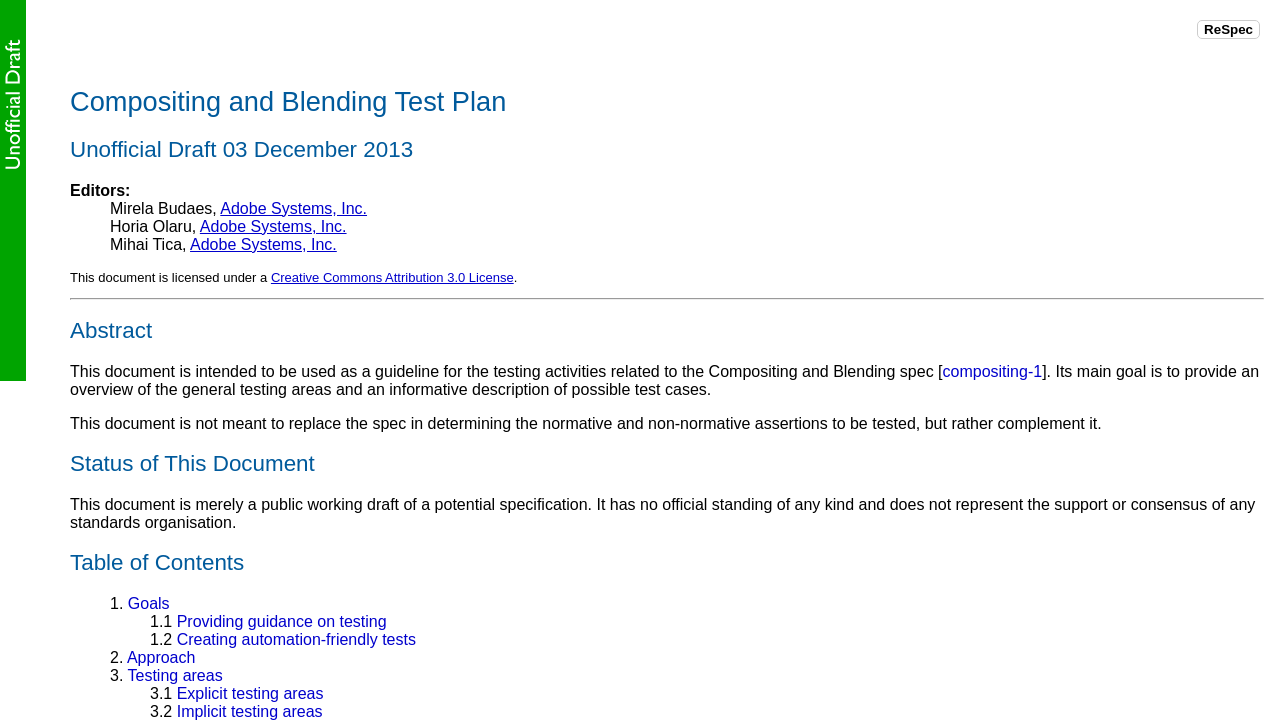 Unofficial Draft
ReSpec
Compositing and Blending Test Plan
Unofficial Draft 03 December 2013
Editors:
Mirela Budaes, Adobe Systems, Inc.
Horia Olaru, Adobe Systems, Inc.
Mihai Tica, Adobe Systems, Inc.
This document is licensed under a Creative Commons Attribution 3.0 License.
Abstract
This document is intended to be used as a guideline for the testing activities related to the Compositing and Blending spec [compositing-1]. Its main goal is to provide an
overview of the general testing areas and an informative description of possible test cases.
This document is not meant to replace the spec in determining the normative and non-normative assertions to be tested, but rather complement it.
Status of This Document
This document is merely a public working draft of a potential specification. It has no official standing of any kind and does not represent the support or consensus of any
standards organisation.
Table of Contents
1. Goals
1.1 Providing guidance on testing
1.2 Creating automation-friendly tests
2. Approach
3. Testing areas
3.1 Explicit testing areas
3.2 Implicit testing areas